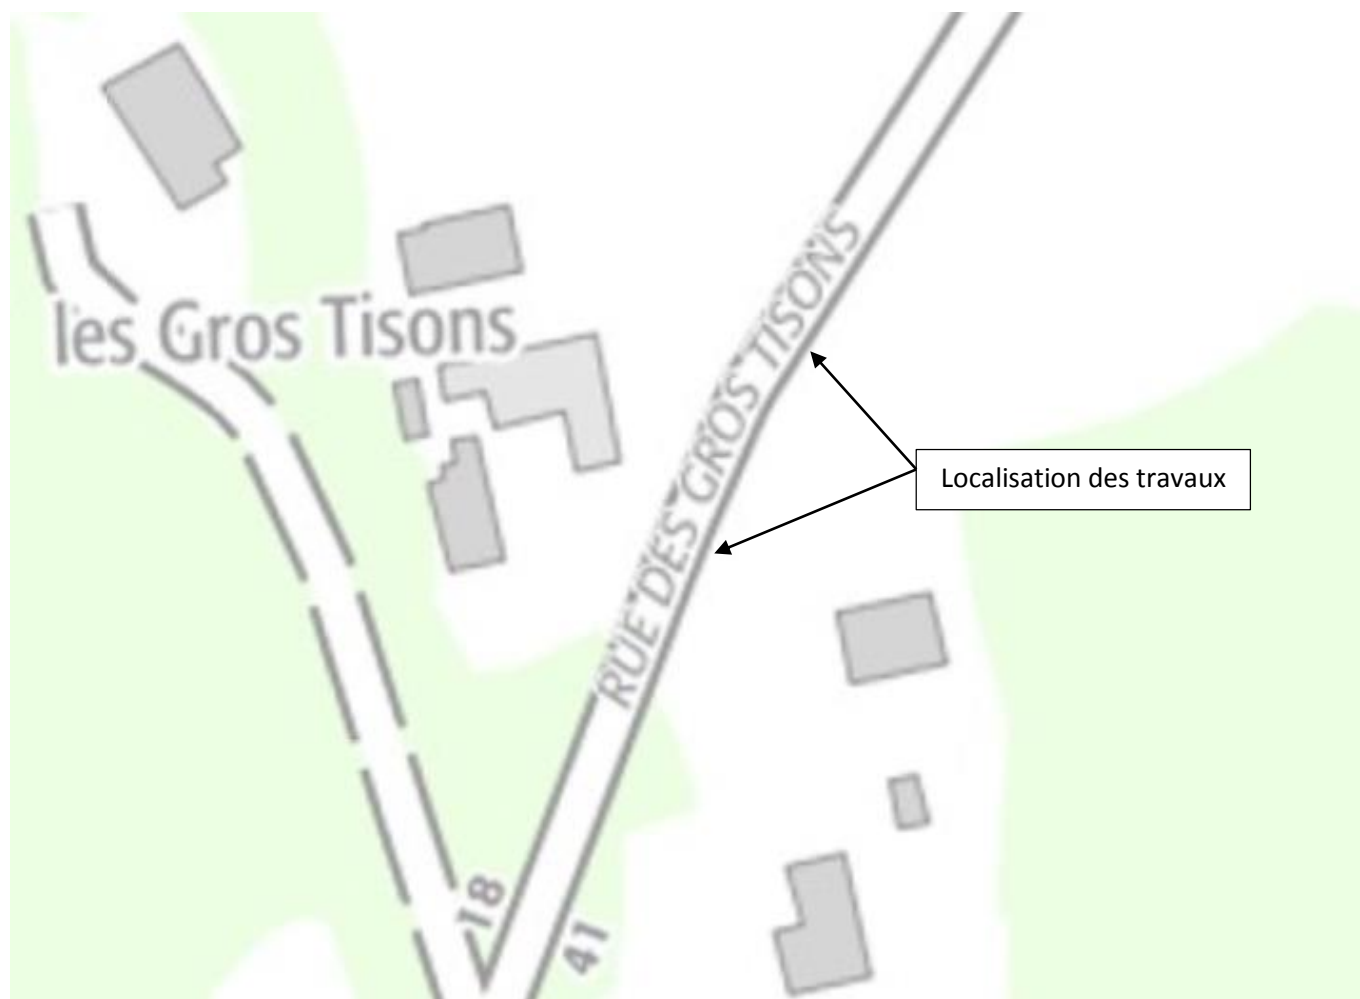 les Gros Tisons
RUE DES GROS TISONS
Localisation des travaux
18
41